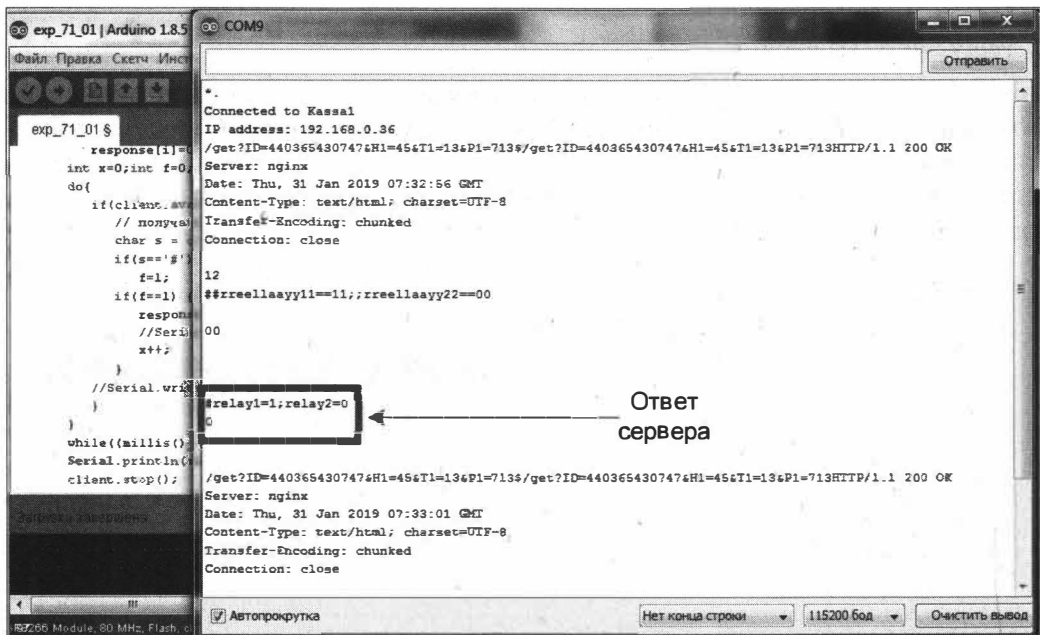 exp_71_01 | Arduino 1.8.5
COM9
Файл Правка Скетч Инст
Отправить
exp_71_01 §
response[i]=0
int x=0;int f=0;
do{
if(client.ava
// получа
char s = c
if(s=='#')
f=1;
if(f==1) {
respon
//Seria
x++;
}
//Serial.wri
}
}
while((millis()
Serial.println(
client.stop();
*.
Connected to Kassal
IP address: 192.168.0.36
/get?ID=440365430747&H1=45&T1=13&P1=713$/get?ID=440365430747&H1=45&T1=13&P1=713HTTP/1.1 200 OK
Server: nginx
Date: Thu, 31 Jan 2019 07:32:56 GMT
Content-Type: text/html; charset=UTF-8
Transfer-Encoding: chunked
Connection: close
12
##rreellaayy11==11;;rreellaayy22==00
00
#relay1=1;relay2=0
0
Ответ
сервера
/get?ID=440365430747&H1=45&T1=13&P1=713$/get?ID=440365430747&H1=45&T1=13&P1=713HTTP/1.1 200 OK
Server: nginx
Date: Thu, 31 Jan 2019 07:33:01 GMT
Content-Type: text/html; charset=UTF-8
Transfer-Encoding: chunked
Connection: close
Загрузка завершена
Автопрокрутка
Нет конца строки
115200 бод
Очистить вывод
266 Module, 80 MHz, Flash, ci